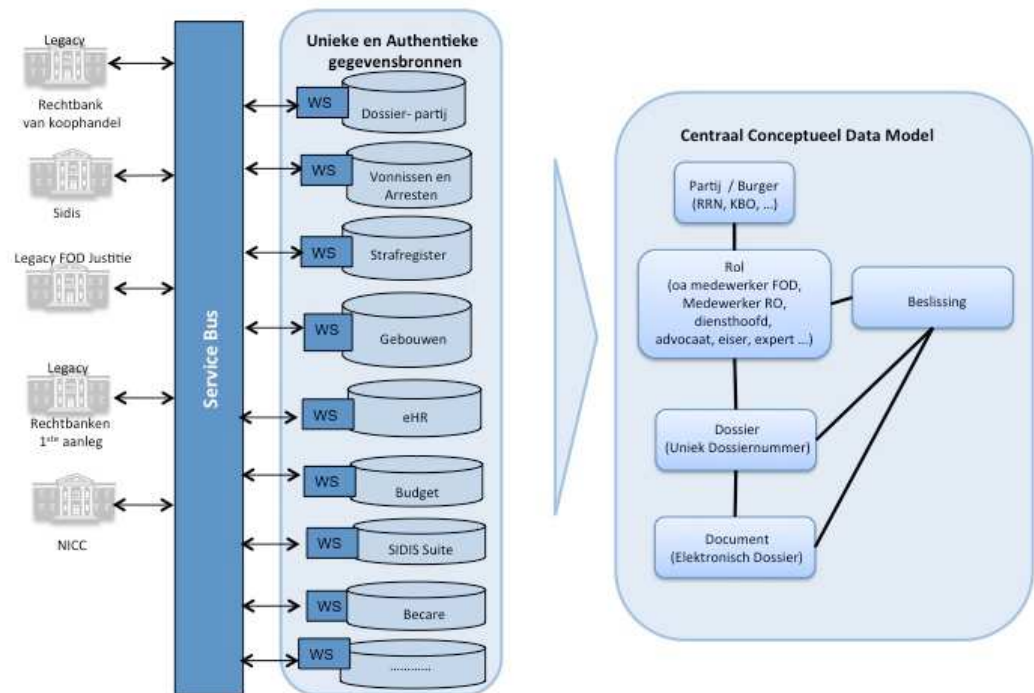 Legacy
Rechtbank
van koophandel
Sidis
Legacy FOD Justitie
Legacy
Rechtbanken
1ste aanleg
NICC
Service Bus
Unieke en Authentieke
gegevensbronnen
WS
Dossier- partij
WS
Vonnissen en
Arresten
WS
Strafregister
WS
Gebouwen
WS
eHR
WS
Budget
WS
SIDIS Suite
WS
Becare
WS
............
Centraal Conceptueel Data Model
Partij / Burger
(RRN, KBO, ...)
Rol
(oa medewerker FOD,
Medewerker RO,
diensthoofd,
advocaat, eiser, expert ...)
Beslissing
Dossier
(Uniek Dossiernummer)
Document
(Elektronisch Dossier)